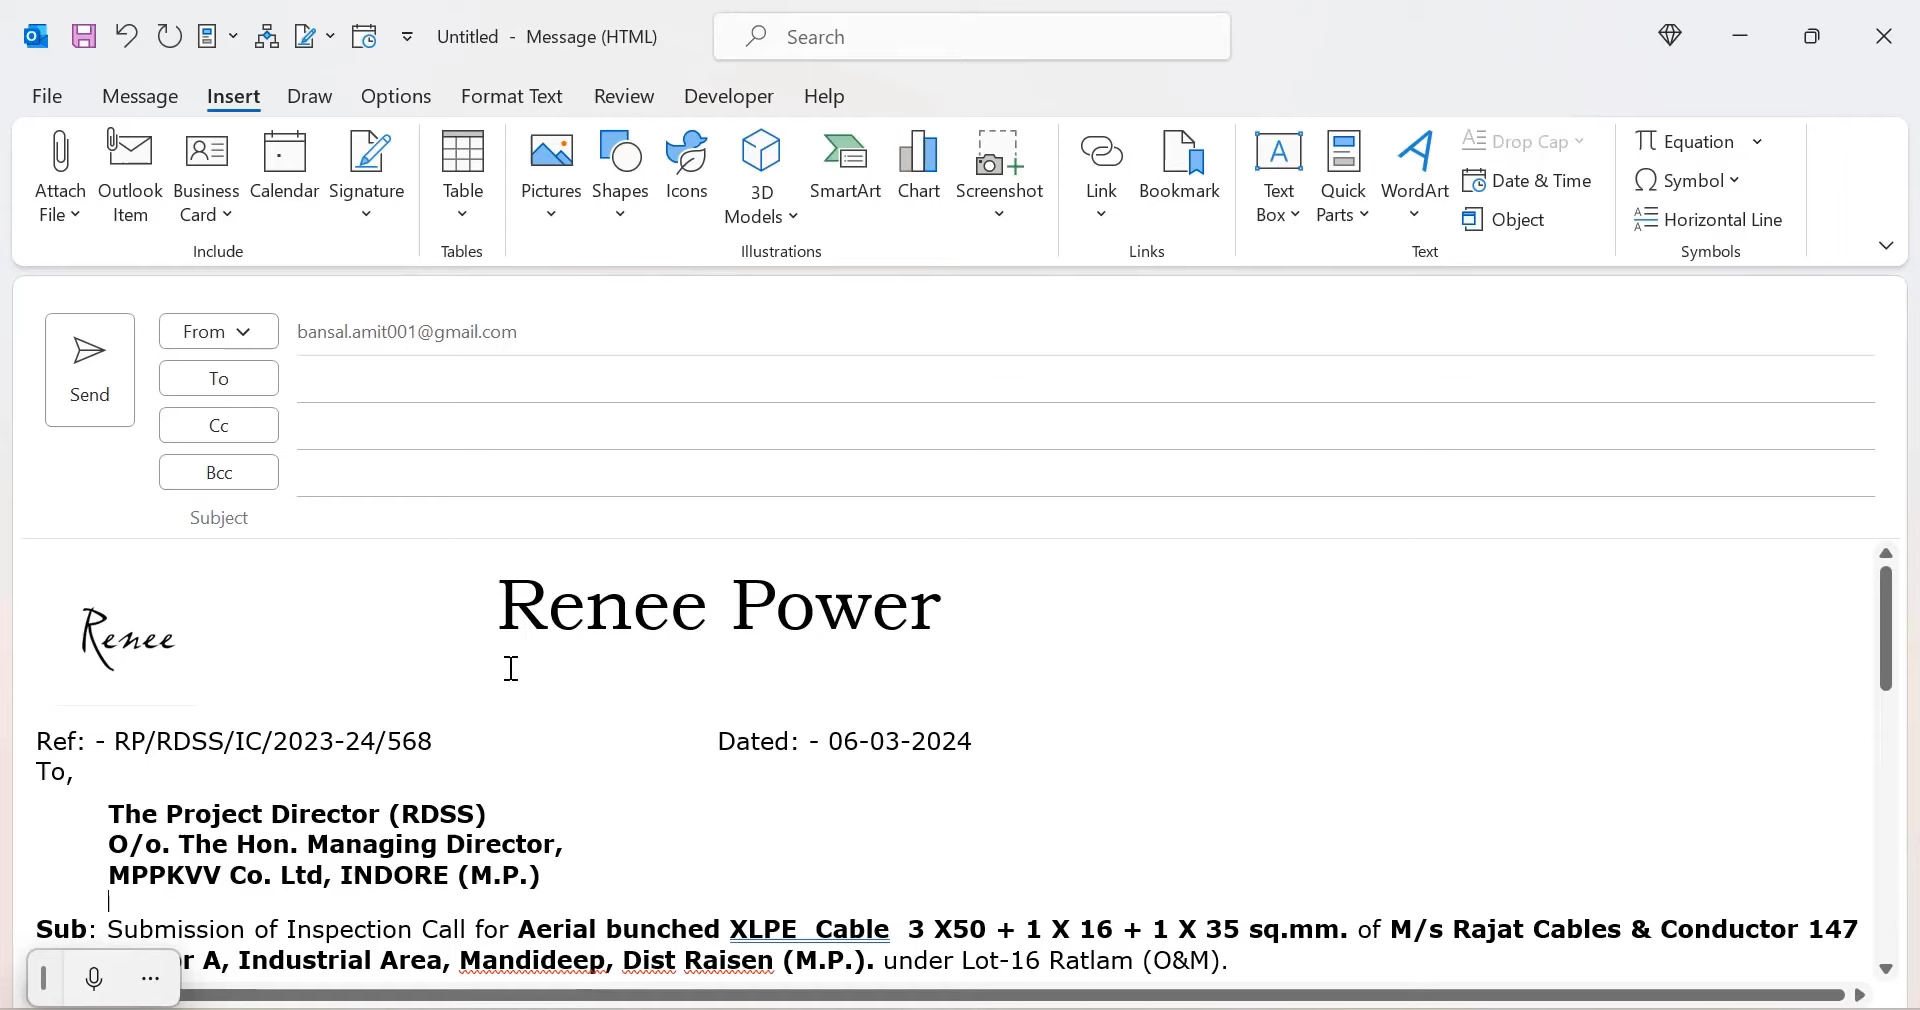 Untitled - Message (HTML)
Search
File Message Insert Draw Options Format Text Review Developer Help
Attach File
Outlook Item
Business Card
Calendar
Signature
Include
Table
Tables
Pictures
Shapes
Icons
3D Models
SmartArt
Chart
Screenshot
Illustrations
Link
Bookmark
Links
Text Box
Quick Parts
WordArt
Drop Cap
Date & Time
Object
Text
Equation
Symbol
Horizontal Line
Symbols
Send
From bansal.amit001@gmail.com
To
Cc
Bcc
Subject
Renee
Renee Power
Ref: - RP/RDSS/IC/2023-24/568 Dated: - 06-03-2024
To,
The Project Director (RDSS)
O/o. The Hon. Managing Director,
MPPKVV Co. Ltd, INDORE (M.P.)
Sub: Submission of Inspection Call for Aerial bunched XLPE Cable 3 X50 + 1 X 16 + 1 X 35 sq.mm. of M/s Rajat Cables & Conductor 147
A, Industrial Area, Mandideep, Dist Raisen (M.P.). under Lot-16 Ratlam (O&M).